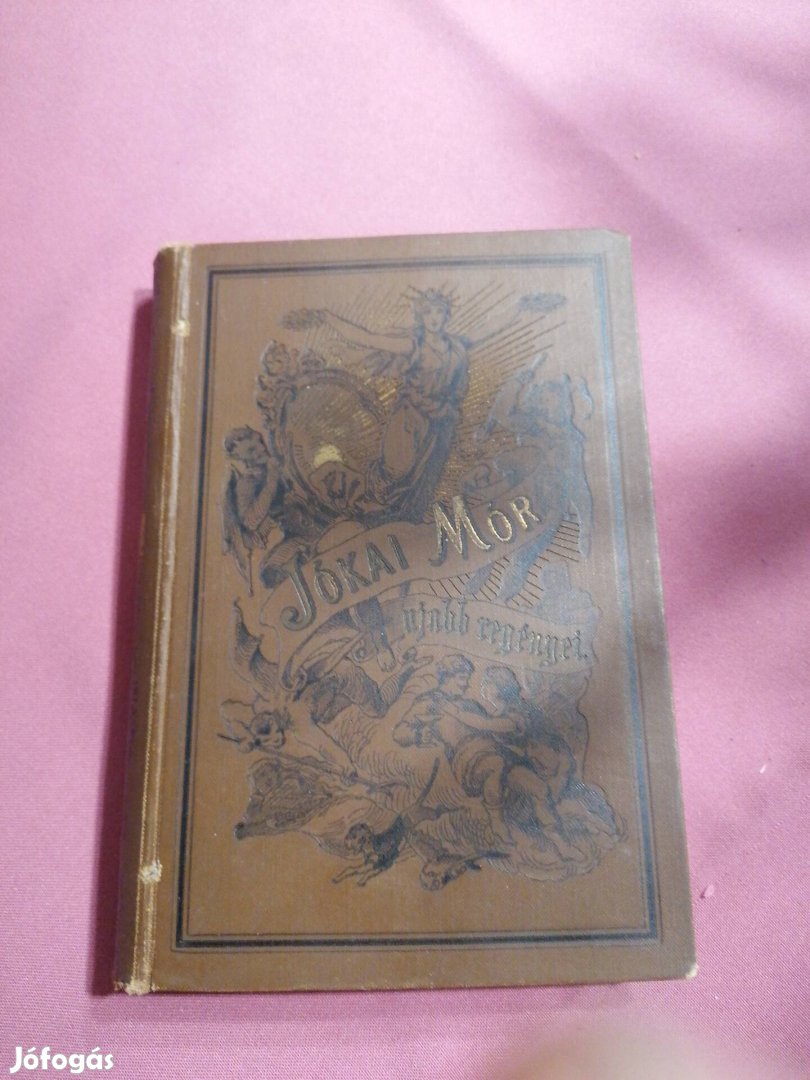 JÓKAI MÓR
ujabb regényei.
Jófogás